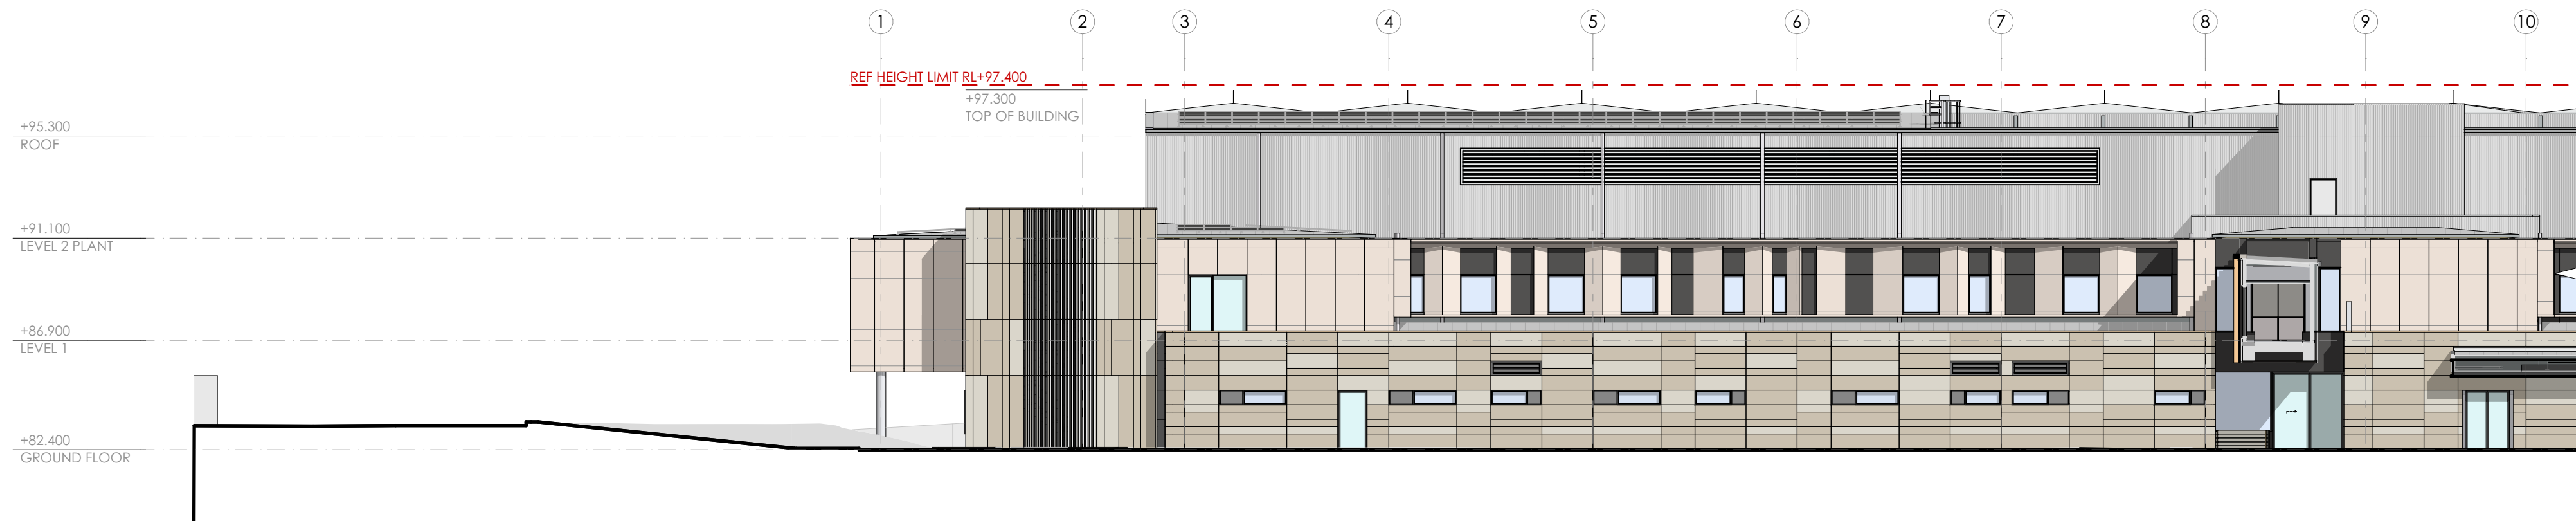 1 2 3 4 5 6 7 8 9 10
REF HEIGHT LIMIT RL+97.400
+97.300
TOP OF BUILDING
+95.300
ROOF
+91.100
LEVEL 2 PLANT
+86.900
LEVEL 1
+82.400
GROUND FLOOR